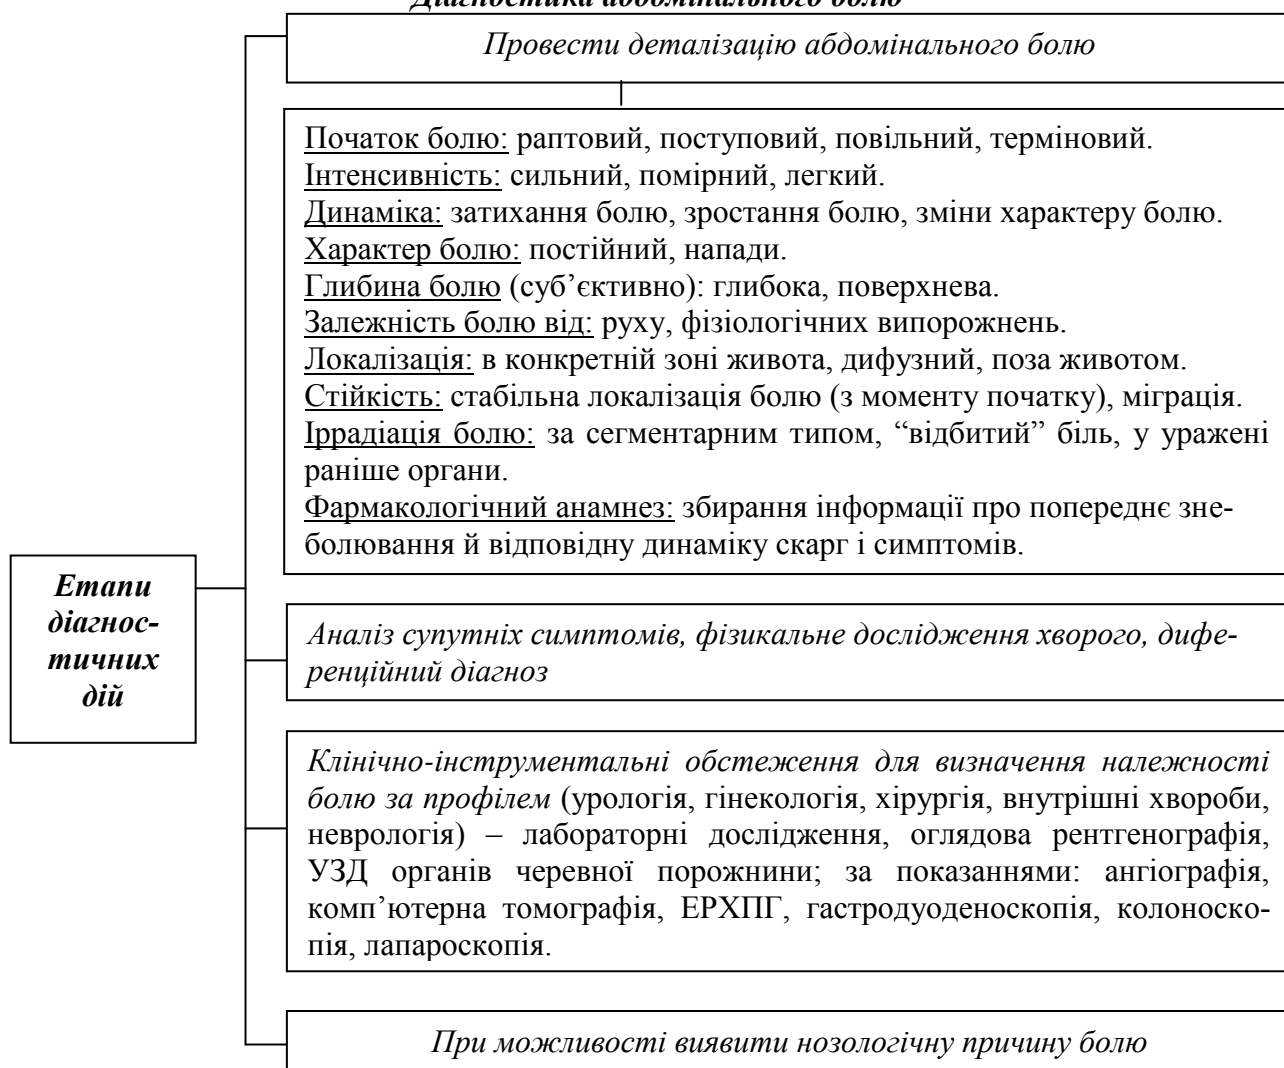 Діагностика абдомінального болю
Провести деталізацію абдомінального болю
Початок болю: раптовий, поступовий, повільний, терміновий.
Інтенсивність: сильний, помірний, легкий.
Динаміка: затихання болю, зростання болю, зміни характеру болю.
Характер болю: постійний, напади.
Глибина болю (суб’єктивно): глибока, поверхнева.
Залежність болю від: руху, фізіологічних випорожнень.
Локалізація: в конкретній зоні живота, дифузний, поза животом.
Стійкість: стабільна локалізація болю (з моменту початку), міграція.
Іррадіація болю: за сегментарним типом, “відбитий” біль, у уражені
раніше органи.
Фармакологічний анамнез: збирання інформації про попереднє зне-
болювання й відповідну динаміку скарг і симптомів.
Етапи
діагнос-
тичних
дій
Аналіз супутніх симптомів, фізикальне дослідження хворого, дифе-
ренційний діагноз
Клінічно-інструментальні обстеження для визначення належності
болю за профілем (урологія, гінекологія, хірургія, внутрішні хвороби,
неврологія) – лабораторні дослідження, оглядова рентгенографія,
УЗД органів черевної порожнини; за показаннями: ангіографія,
комп’ютерна томографія, ЕРХПГ, гастродуоденоскопія, колоноско-
пія, лапароскопія.
При можливості виявити нозологічну причину болю